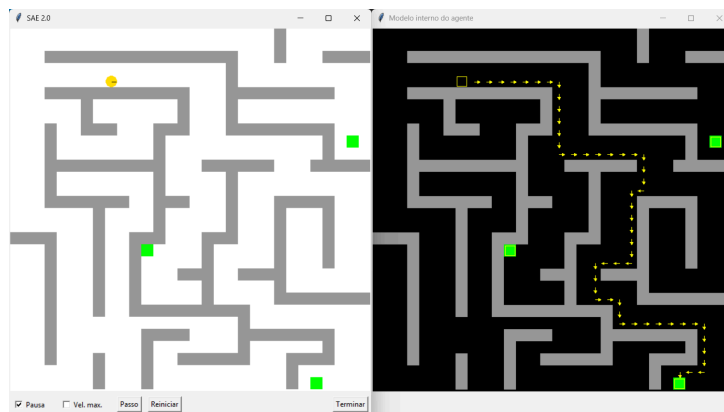 SAE 2.0
Modelo interno do agente
Pausa
Vel. max.
Passo
Reiniciar
Terminar